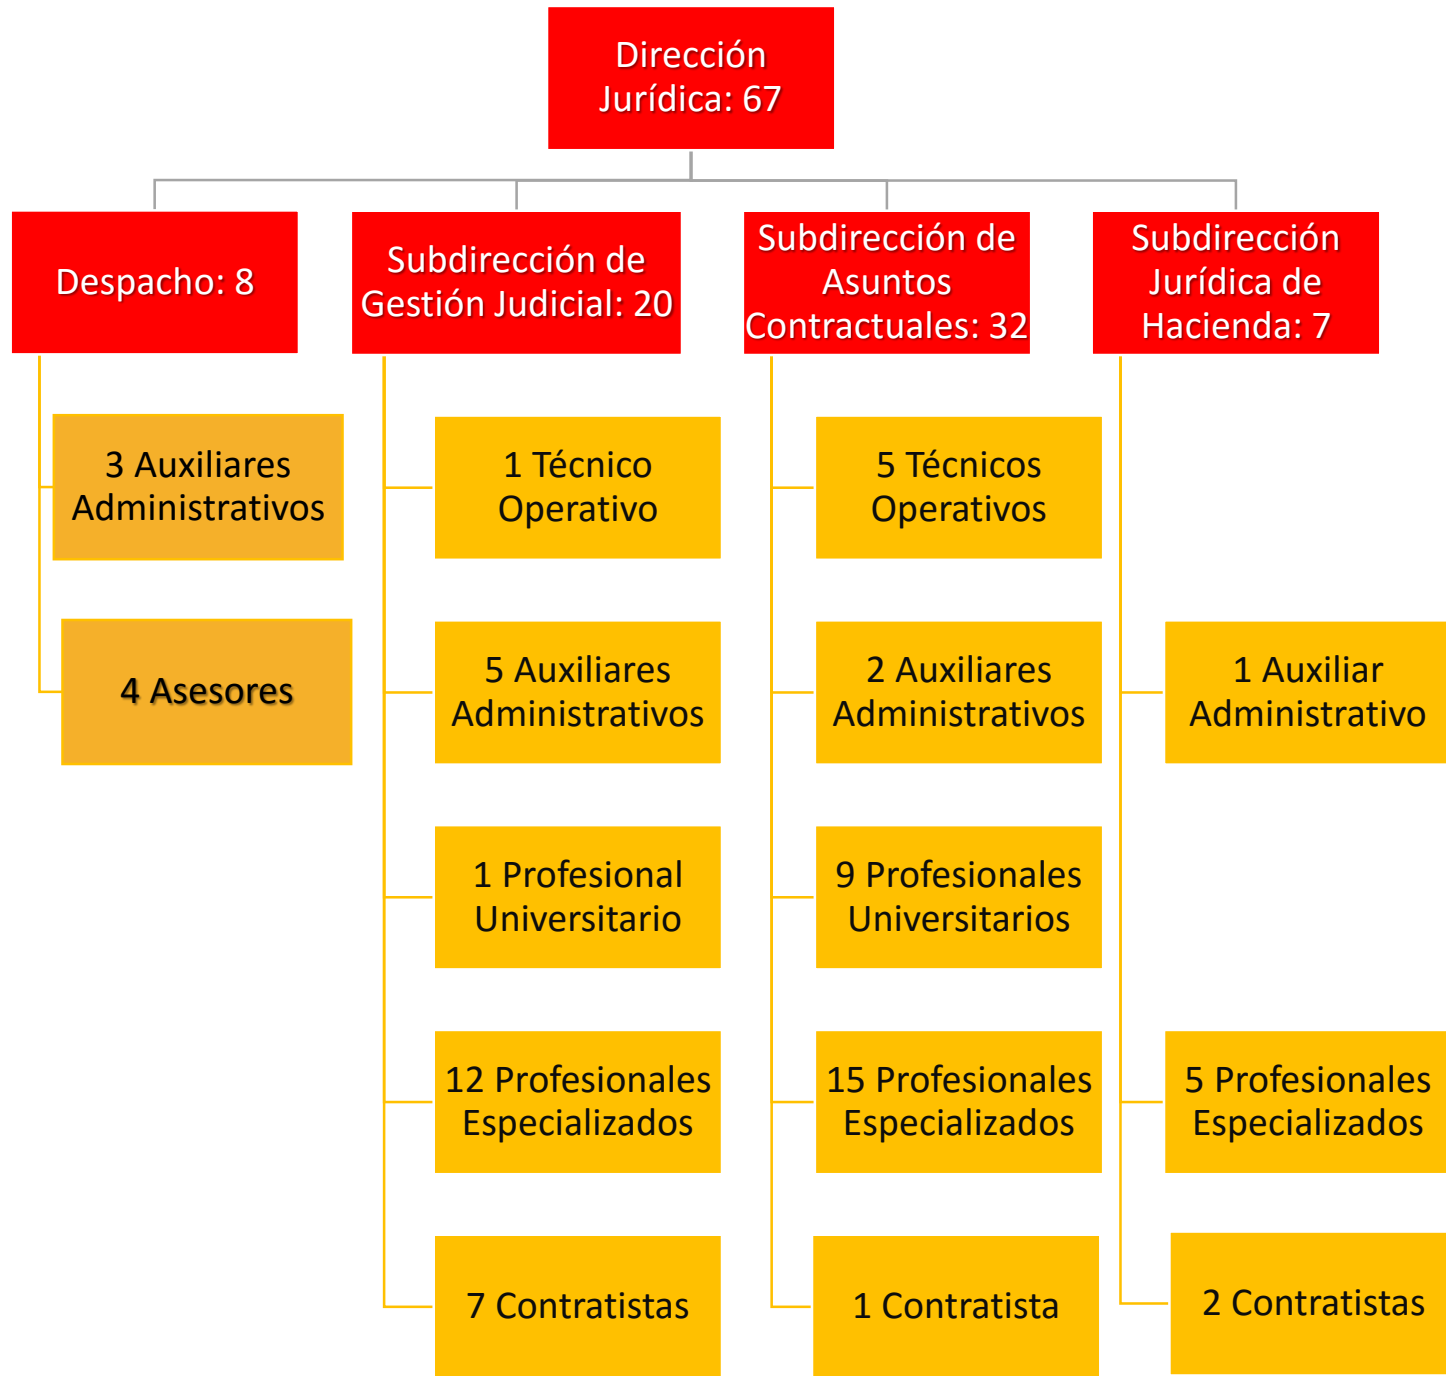 Dirección
Jurídica: 67
Despacho: 8
3 Auxiliares
Administrativos
4 Asesores
Subdirección de
Gestión Judicial: 20
1 Técnico
Operativo
5 Auxiliares
Administrativos
1 Profesional
Universitario
12 Profesionales
Especializados
7 Contratistas
Subdirección de
Asuntos
Contractuales: 32
5 Técnicos
Operativos
2 Auxiliares
Administrativos
9 Profesionales
Universitarios
15 Profesionales
Especializados
1 Contratista
Subdirección
Jurídica de
Hacienda: 7
1 Auxiliar
Administrativo
5 Profesionales
Especializados
2 Contratistas